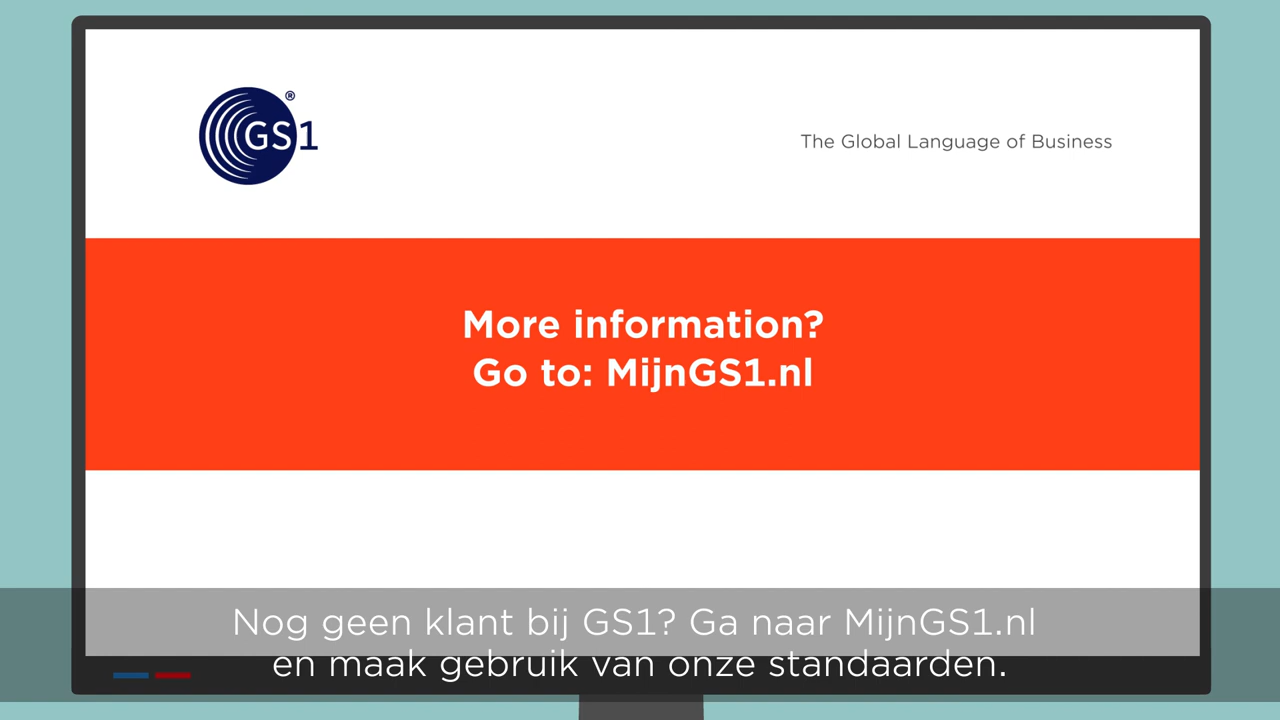 GS1®
The Global Language of Business
More information?
Go to: MijnGS1.nl
Nog geen klant bij GS1? Ga naar MijnGS1.nl
en maak gebruik van onze standaarden.